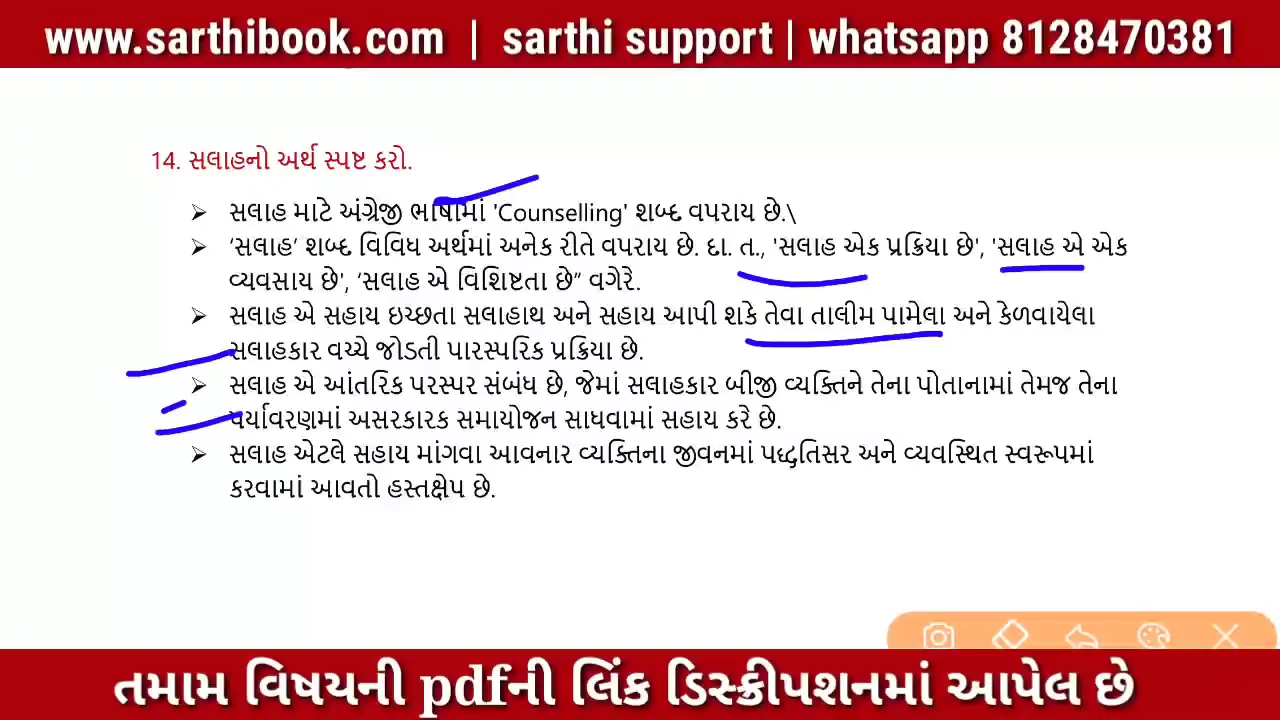 www.sarthibook.com | sarthi support | whatsapp 8128470381
14. સલાહનો અર્થ સ્પષ્ટ કરો.
➢ સલાહ માટે અંગ્રેજી ભાષામાં 'Counselling' શબ્દ વપરાય છે.\
➢ ‘સલાહ’ શબ્દ વિવિધ અર્થમાં અનેક રીતે વપરાય છે. દા. ત., 'સલાહ એક પ્રક્રિયા છે', 'સલાહ એ એક
વ્યવસાય છે', ‘સલાહ એ વિશિષ્ટતા છે” વગેરે.
➢ સલાહ એ સહાય ઇચ્છતા સલાહાથ અને સહાય આપી શકે તેવા તાલીમ પામેલા અને કેળવાયેલા
સલાહકાર વચ્ચે જોડતી પારસ્પરિક પ્રક્રિયા છે.
➢ સલાહ એ આંતરિક પરસ્પર સંબંધ છે, જેમાં સલાહકાર બીજી વ્યક્તિને તેના પોતાનામાં તેમજ તેના
પર્યાવરણમાં અસરકારક સમાયોજન સાધવામાં સહાય કરે છે.
➢ સલાહ એટલે સહાય માંગવા આવનાર વ્યક્તિના જીવનમાં પદ્ધતિસર અને વ્યવસ્થિત સ્વરૂપમાં
કરવામાં આવતો હસ્તક્ષેપ છે.
તમામ વિષયની pdfની લિંક ડિસ્ક્રીપશનમાં આપેલ છે